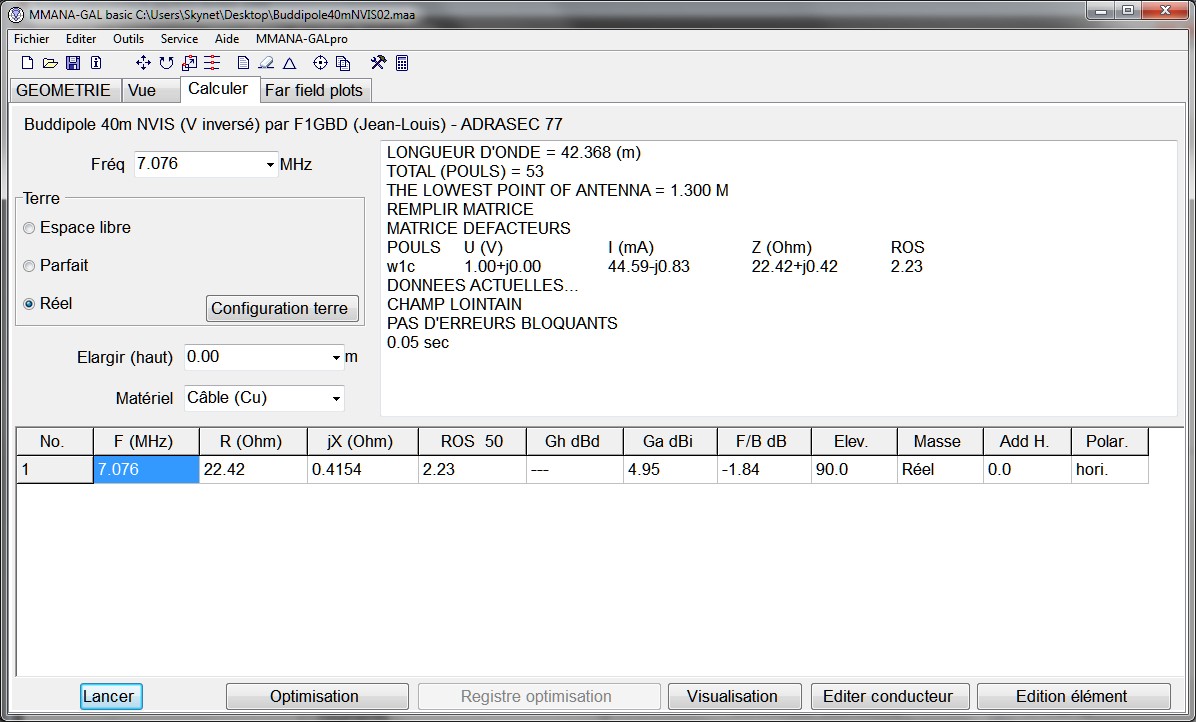 MMANA-GAL basic C:\Users\Skynet\Desktop\Buddipole40mNVIS02.maa
Fichier Editer Outils Service Aide MMANA-GALpro
GEOMETRIE Vue Calculer Far field plots
Buddipole 40m NVIS (V inversé) par F1GBD (Jean-Louis) - ADRASEC 77
Fréq 7.076 MHz
Terre
Espace libre
Parfait
Réel Configuration terre
Elargir (haut) 0.00 m
Matériel Câble (Cu)
LONGUEUR D'ONDE = 42.368 (m)
TOTAL (POULS) = 53
THE LOWEST POINT OF ANTENNA = 1.300 M
REMPLIR MATRICE
MATRICE DEFACTEURS
POULS U (V) I (mA) Z (Ohm) ROS
w1c 1.00+j0.00 44.59-j0.83 22.42+j0.42 2.23
DONNEES ACTUELLES...
CHAMP LOINTAIN
PAS D'ERREURS BLOQUANTS
0.05 sec
No. F (MHz) R (Ohm) jX (Ohm) ROS 50 Gh dBd Ga dBi F/B dB Elev. Masse Add H. Polar.
1 7.076 22.42 0.4154 2.23 --- 4.95 -1.84 90.0 Réel 0.0 hori.
Lancer Optimisation Registre optimisation Visualisation Editer conducteur Edition élément